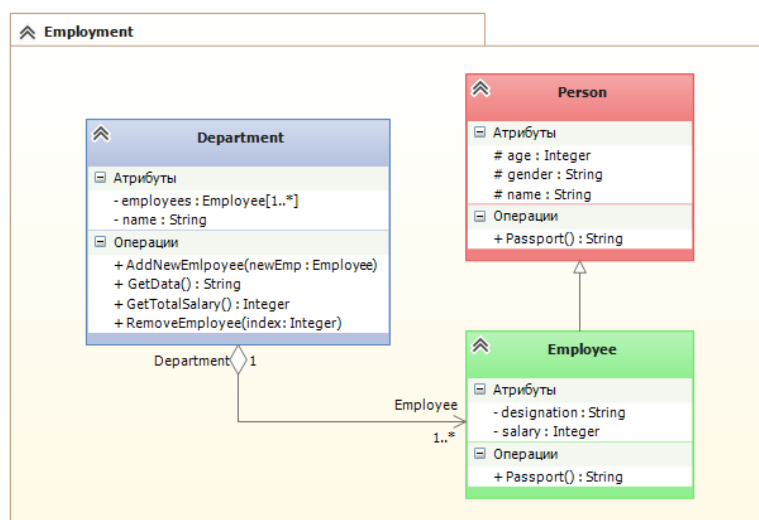 Employment
Department
Атрибуты
- employees : Employee[1..*]
- name : String
Операции
+ AddNewEmlpoyee(newEmp : Employee)
+ GetData() : String
+ GetTotalSalary() : Integer
+ RemoveEmployee(index: Integer)
Department
1
Employee
1..*
Person
Атрибуты
# age : Integer
# gender : String
# name : String
Операции
+ Passport() : String
Employee
Атрибуты
- designation : String
- salary : Integer
Операции
+ Passport() : String